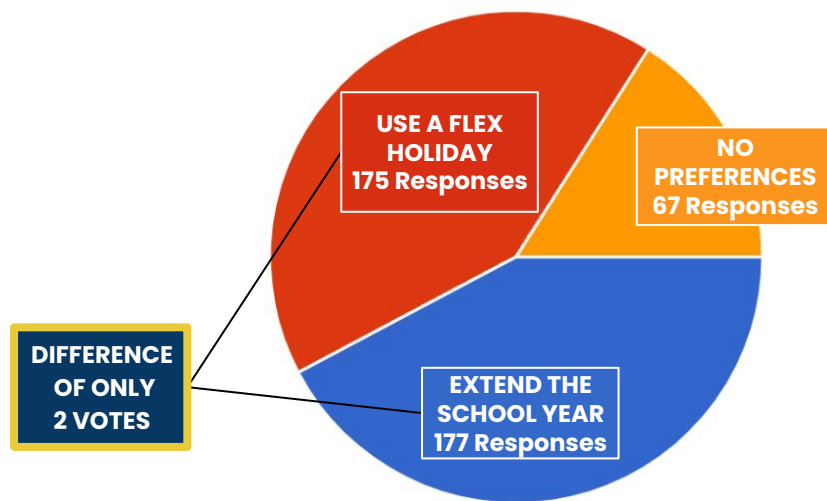 USE A FLEX
HOLIDAY
175 Responses
NO
PREFERENCES
67 Responses
DIFFERENCE
OF ONLY
2 VOTES
EXTEND THE
SCHOOL YEAR
177 Responses